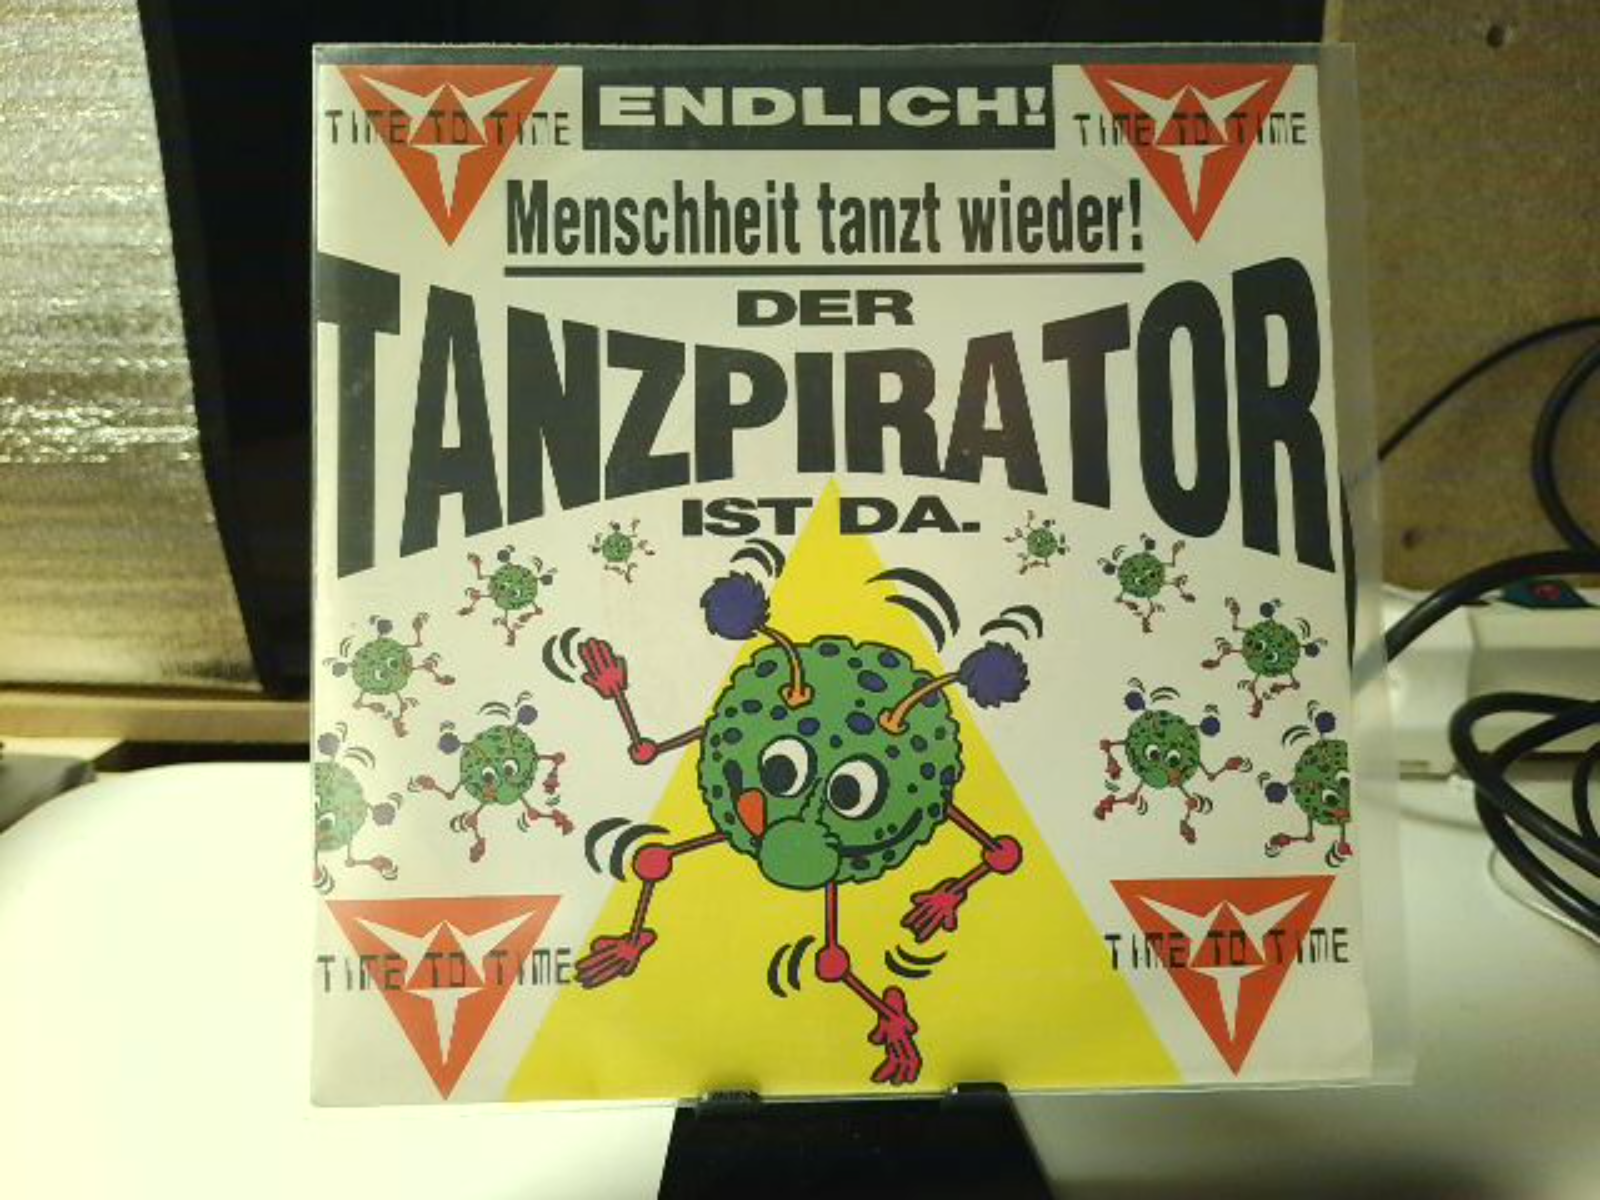 TIME TO TIME
ENDLICH!
TIME TO TIME
Menschheit tanzt wieder!
DER
TANZPIRATOR
IST DA.
TIME TO TIME
TIME TO TIME